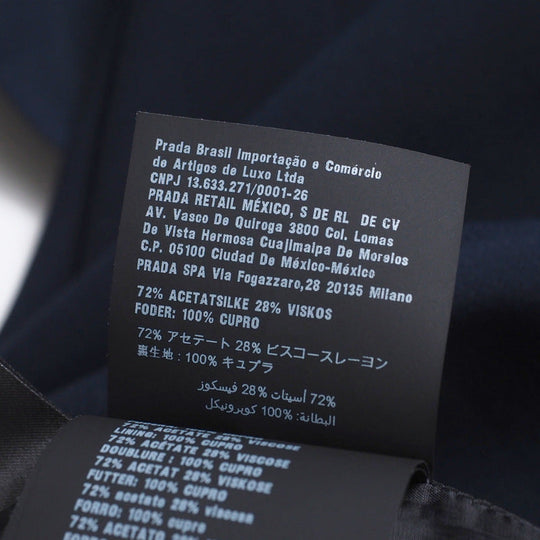 Prada Brasil Importação e Comércio
de Artigos de Luxo Ltda
CNPJ 13.633.271/0001-26
PRADA RETAIL MÉXICO, S DE RL DE CV
AV. Vasco De Quiroga 3800 Col. Lomas
De Vista Hermosa Cuajimalpa De Morelos
C.P. 05100 Ciudad De México-México
PRADA SPA Via Fogazzaro,28 20135 Milano
72% ACETATSILKE 28% VISKOS
FODER: 100% CUPRO
72% アセテート 28% ビスコースレーヨン
裏生地 : 100% キュプラ
72% أسيتات 28% فيسكوز
البطانة: 100% كوبرونيكل
72% ACETATE 28% VISCOSE
LINING: 100% CUPRO
72% ACÉTATE 28% VISCOSE
DOUBLURE : 100% CUPRO
72% ACETAT 28% VISKOSE
FUTTER: 100% CUPRO
72% acetato 28% viscosa
FORRO: 100% cupro
72% ACETATO